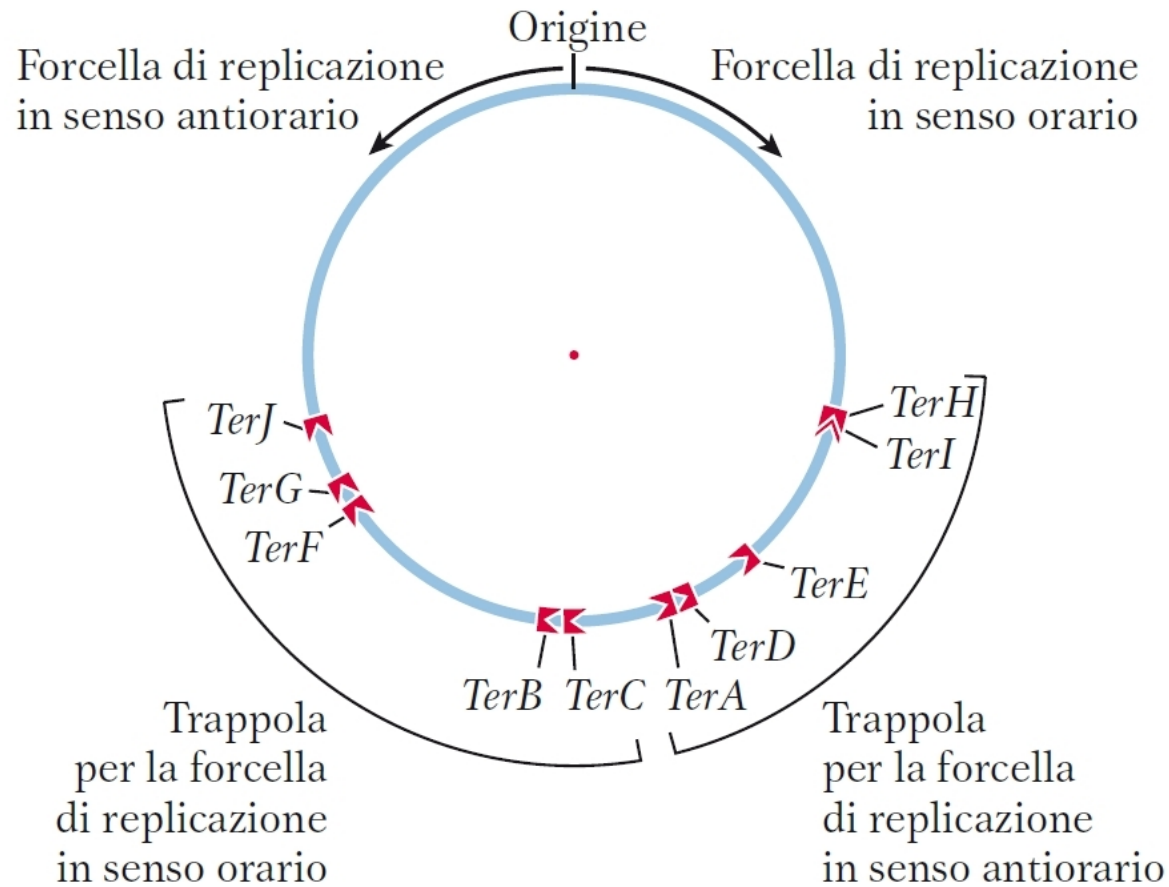 Origine
Forcella di replicazione
in senso antiorario
Forcella di replicazione
in senso orario
TerJ
TerG
TerF
TerH
TerI
TerE
TerD
TerB
TerC
TerA
Trappola
per la forcella
di replicazione
in senso orario
Trappola
per la forcella
di replicazione
in senso antiorario